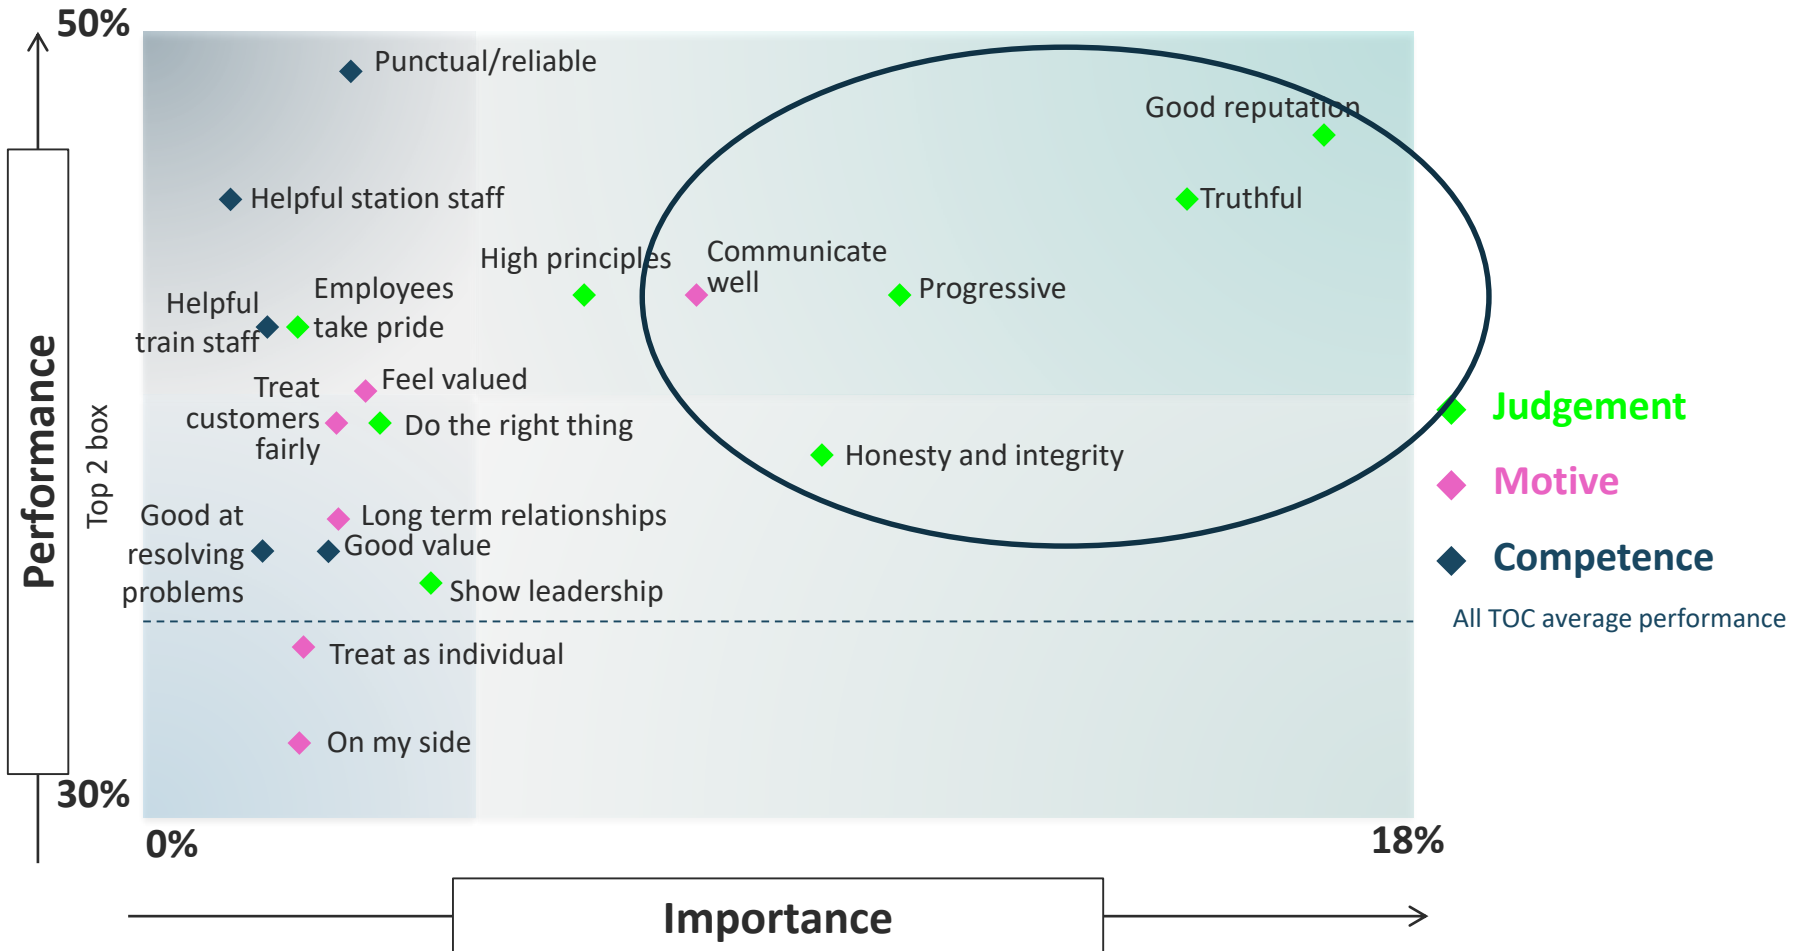 50%
Punctual/reliable
Good reputation
Helpful station staff
Truthful
High principles
Communicate
well
Progressive
Helpful
train staff
Employees
take pride
Feel valued
Treat
customers
fairly
Do the right thing
Honesty and integrity
Long term relationships
Good at
resolving
problems
Good value
Show leadership
Treat as individual
On my side
30%
0%
18%
Performance
Top 2 box
Importance
Judgement
Motive
Competence
All TOC average performance